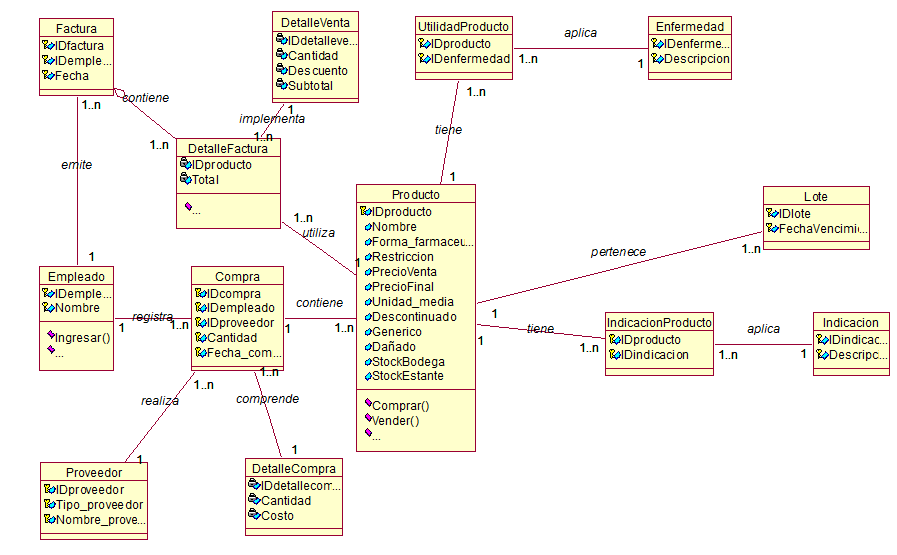 Factura
IDfactura
IDemple...
Fecha
1..n
contiene
1..n
emite
1
DetalleVenta
IDdetalleve...
Cantidad
Descuento
Subtotal
1
implementa
1..n
DetalleFactura
IDproducto
Total
...
1..n
utiliza
1
UtilidadProducto
IDproducto
IDenfermedad
1..n
aplica
1
Enfermedad
IDenferme...
Descripcion
1..n
tiene
1
Producto
IDproducto
Nombre
Forma_farmaceu...
Restriccion
PrecioVenta
PrecioFinal
Unidad_media
Descontinuado
Generico
Dañado
StockBodega
StockEstante
Comprar()
Vender()
...
Lote
IDlote
FechaVencimi...
pertenece
1..n
1
Empleado
IDemple...
Nombre
Ingresar()
...
1
registra
1..n
Compra
IDcompra
IDempleado
IDproveedor
Cantidad
Fecha_com...
1
contiene
1..n
1
tiene
1..n
IndicacionProducto
IDproducto
IDindicacion
1..n
aplica
1
Indicacion
IDindicac...
Descripc...
1..n
realiza
1
1..n
comprende
1
Proveedor
IDproveedor
Tipo_proveedor
Nombre_prove...
DetalleCompra
IDdetallecom...
Cantidad
Costo